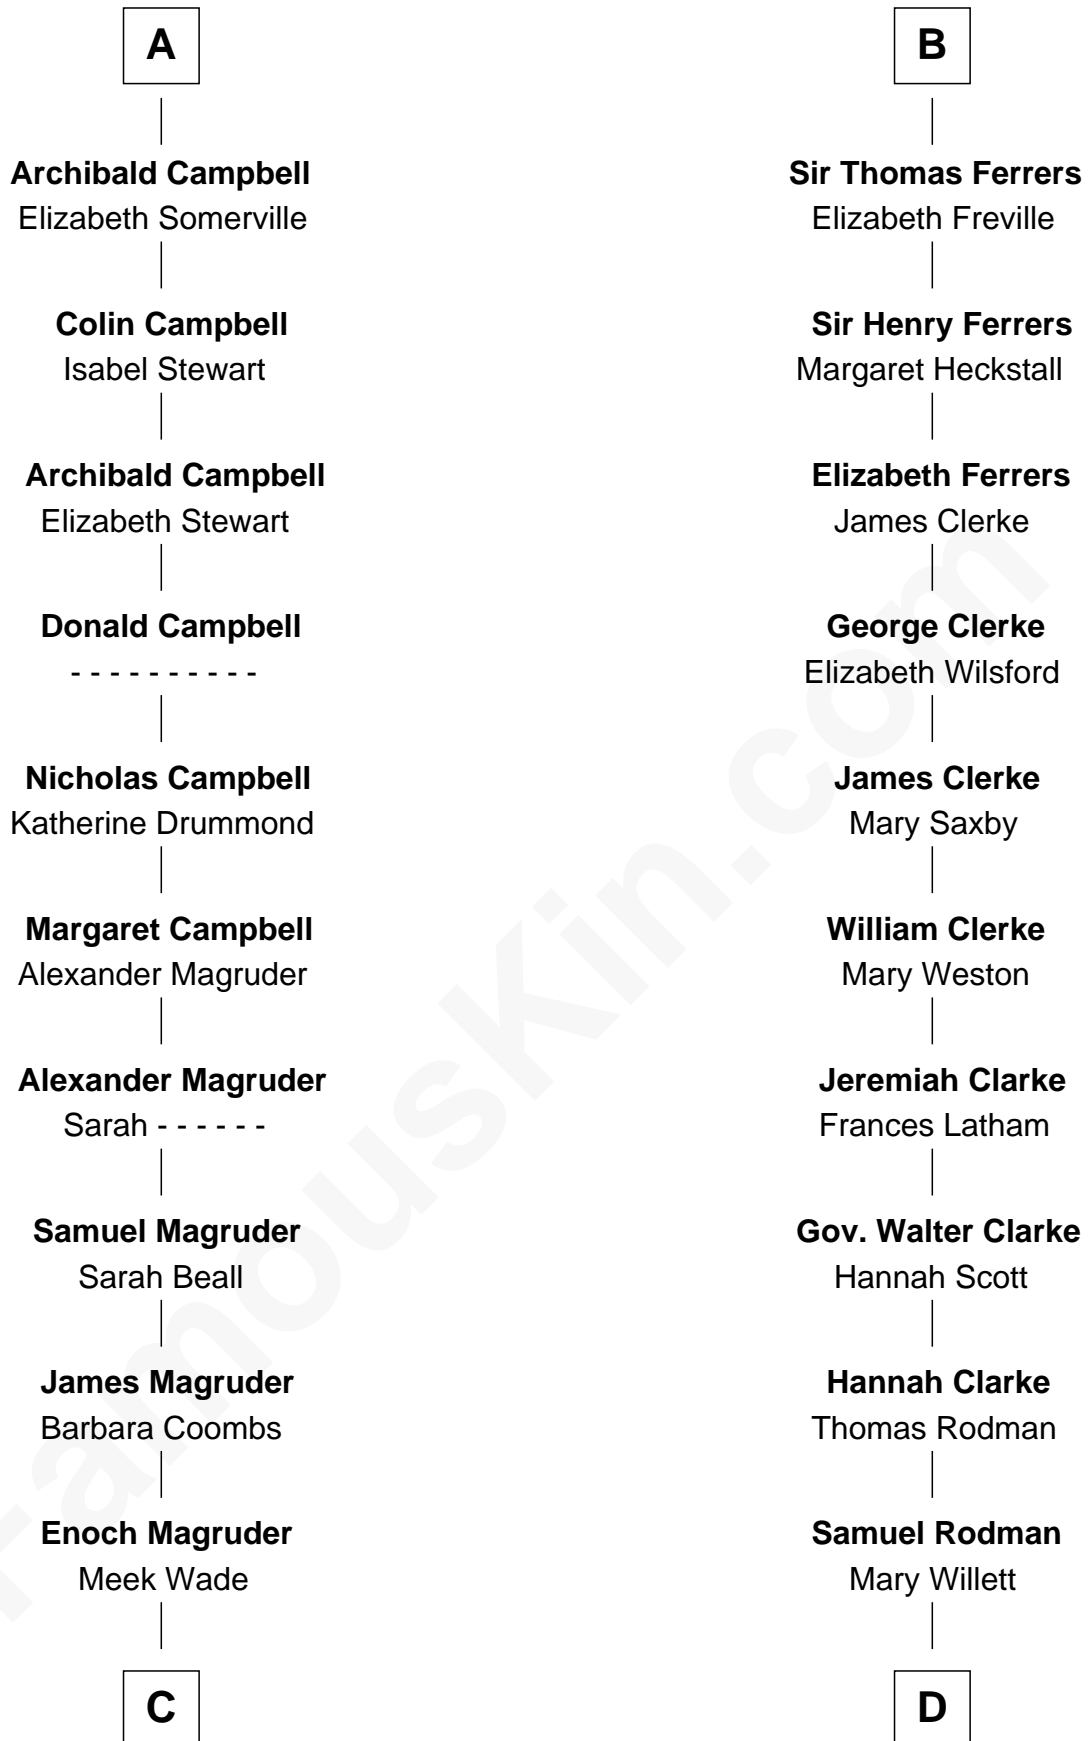 A
Archibald Campbell
Elizabeth Somerville
Colin Campbell
Isabel Stewart
Archibald Campbell
Elizabeth Stewart
Donald Campbell
- - - - - - - - - -
Nicholas Campbell
Katherine Drummond
Margaret Campbell
Alexander Magruder
Alexander Magruder
Sarah - - - - - -
Samuel Magruder
Sarah Beall
James Magruder
Barbara Coombs
Enoch Magruder
Meek Wade
C
B
Sir Thomas Ferrers
Elizabeth Freville
Sir Henry Ferrers
Margaret Heckstall
Elizabeth Ferrers
James Clerke
George Clerke
Elizabeth Wilsford
James Clerke
Mary Saxby
William Clerke
Mary Weston
Jeremiah Clarke
Frances Latham
Gov. Walter Clarke
Hannah Scott
Hannah Clarke
Thomas Rodman
Samuel Rodman
Mary Willett
D
FamousKin.com